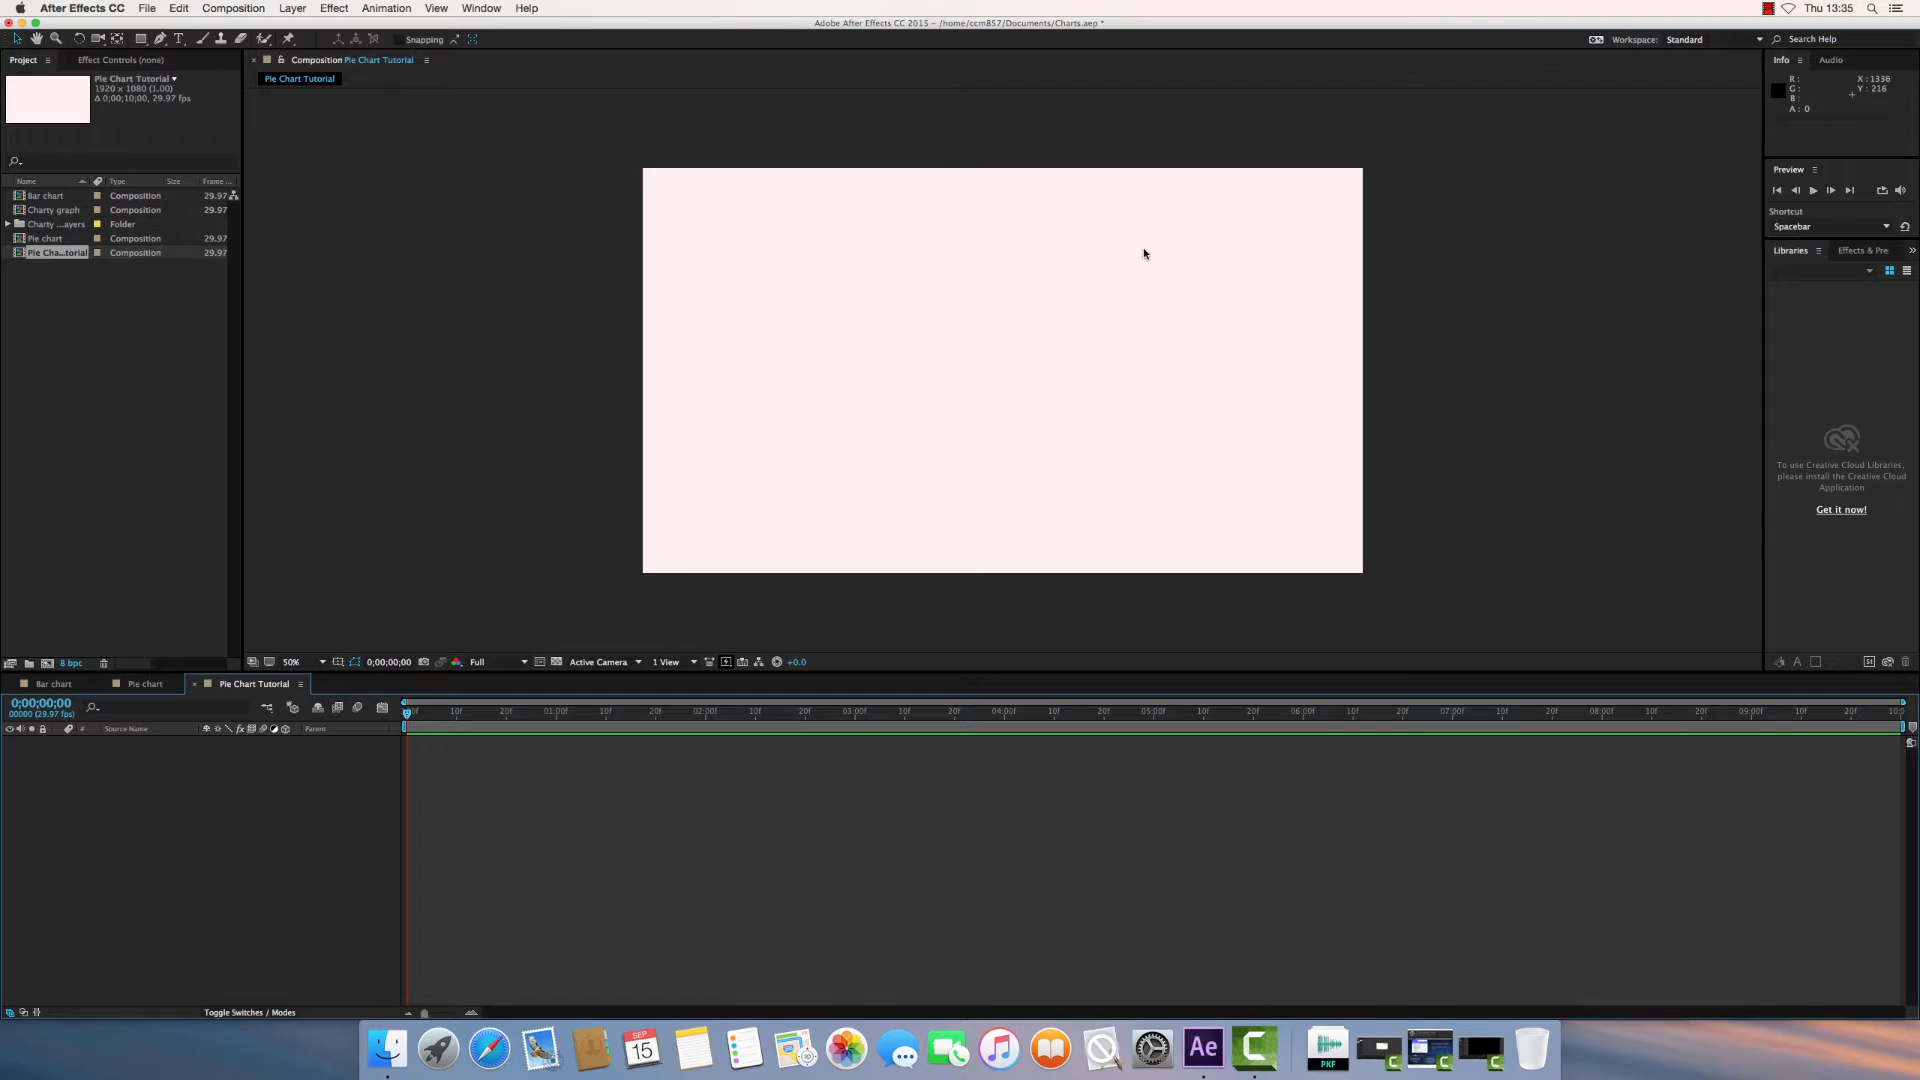 After Effects CC File Edit Composition Layer Effect Animation View Window Help Thu 13:35
Adobe After Effects CC 2015 - /home/ccm857/Documents/Charts.aep *
Snapping Workspace: Standard Search Help
Project Effect Controls (none) Composition Pie Chart Tutorial Info Audio
Pie Chart Tutorial
1920 x 1080 (1.00)
Δ 0;00;10;00, 29.97 fps
Pie Chart Tutorial
R :
G :
B :
A : 0
X : 1336
Y : 216
Preview
Shortcut
Spacebar
Libraries Effects & Pre
Name Type Size Frame ...
Bar chart Composition 29.97
Charty graph Composition 29.97
Charty ...ayers Folder
Pie chart Composition 29.97
Pie Cha...torial Composition 29.97
To use Creative Cloud Libraries,
please install the Creative Cloud
Application
Get it now!
8 bpc 50% 0;00;00;00 Full Active Camera 1 View +0.0
Bar chart Pie chart Pie Chart Tutorial
0;00;00;00
00000 (29.97 fps)
10f 20f 01:00f 10f 20f 02:00f 10f 20f 03:00f 10f 20f 04:00f 10f 20f 05:00f 10f 20f 06:00f 10f 20f 07:00f 10f 20f 08:00f 10f 20f 09:00f 10f 20f 10:0
# Source Name Parent
Toggle Switches / Modes
SEP
15
Ae
PKF